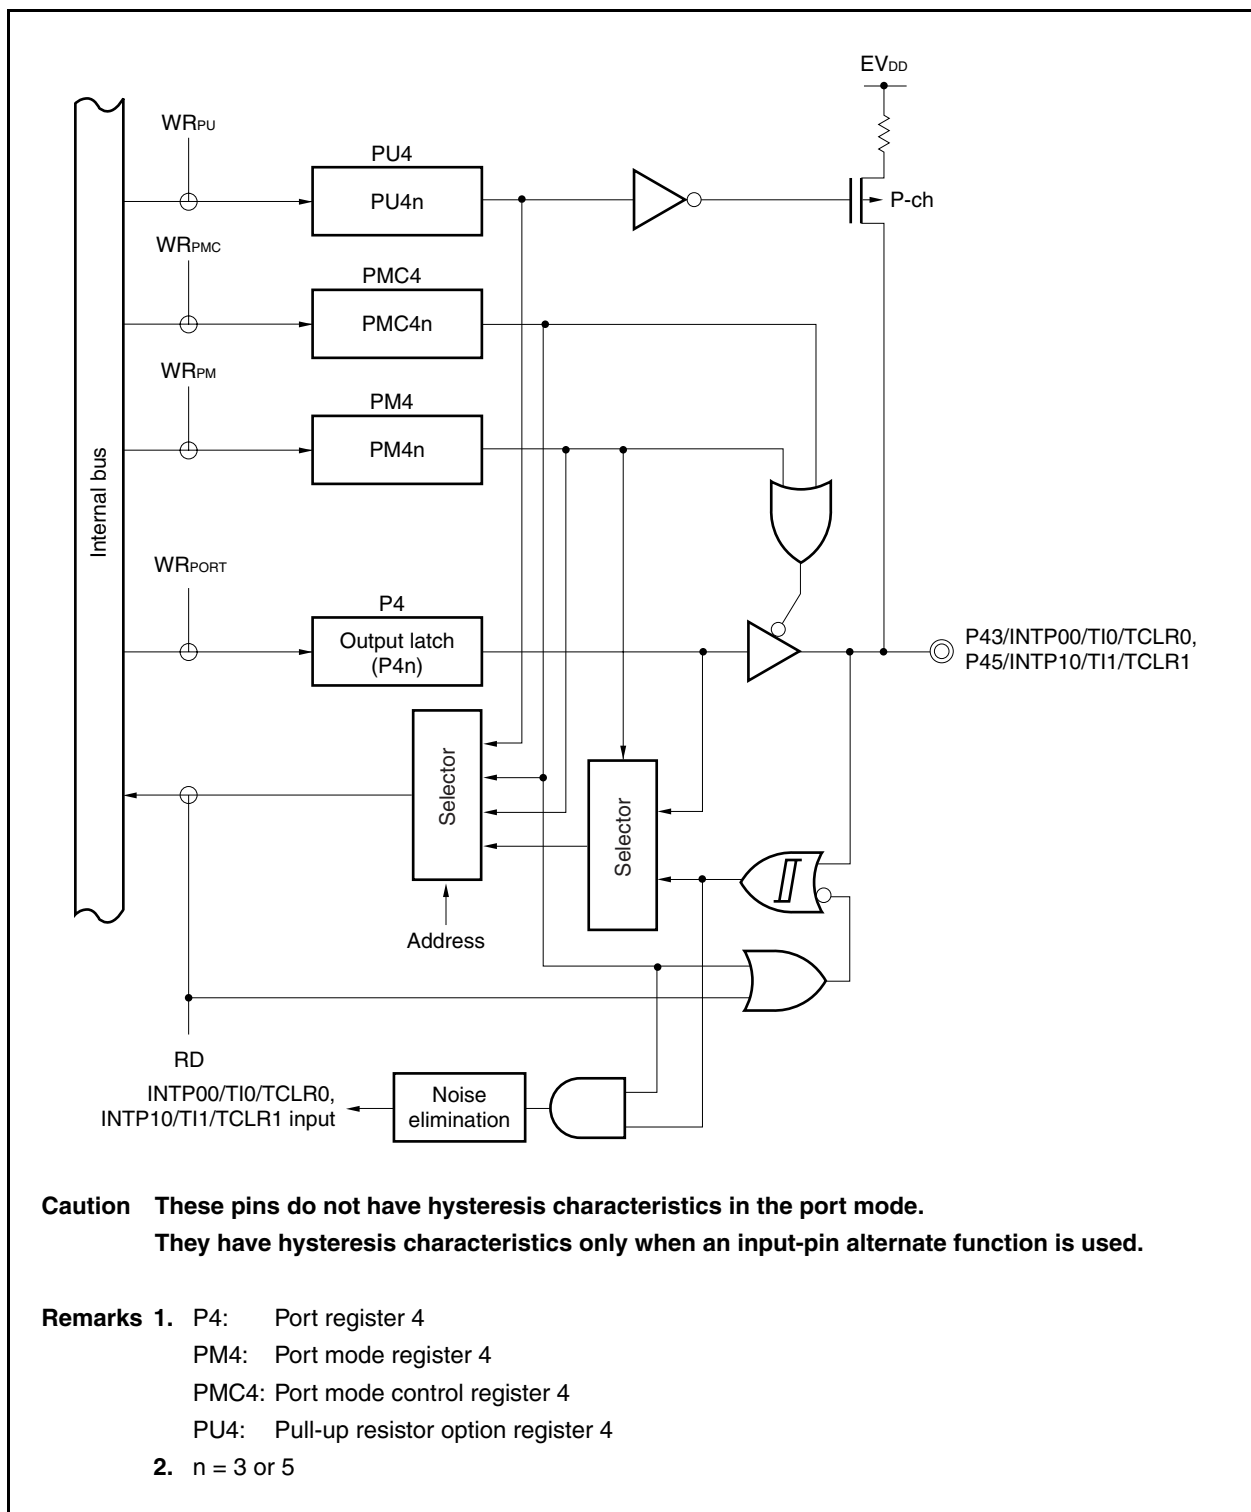 EVDD
WRPU
PU4
PU4n
P-ch
WRPMC
PMC4
PMC4n
WRPM
PM4
PM4n
Internal bus
WRPORT
P4
Output latch
(P4n)
P43/INTP00/TI0/TCLR0,
P45/INTP10/TI1/TCLR1
Selector
Selector
Address
RD
INTP00/TI0/TCLR0,
INTP10/TI1/TCLR1 input
Noise
elimination
Caution These pins do not have hysteresis characteristics in the port mode.
They have hysteresis characteristics only when an input-pin alternate function is used.
Remarks 1. P4: Port register 4
PM4: Port mode register 4
PMC4: Port mode control register 4
PU4: Pull-up resistor option register 4
2. n = 3 or 5